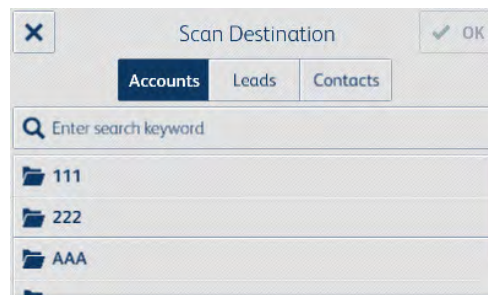 Scan Destination
OK
Accounts Leads Contacts
Enter search keyword
111
222
AAA